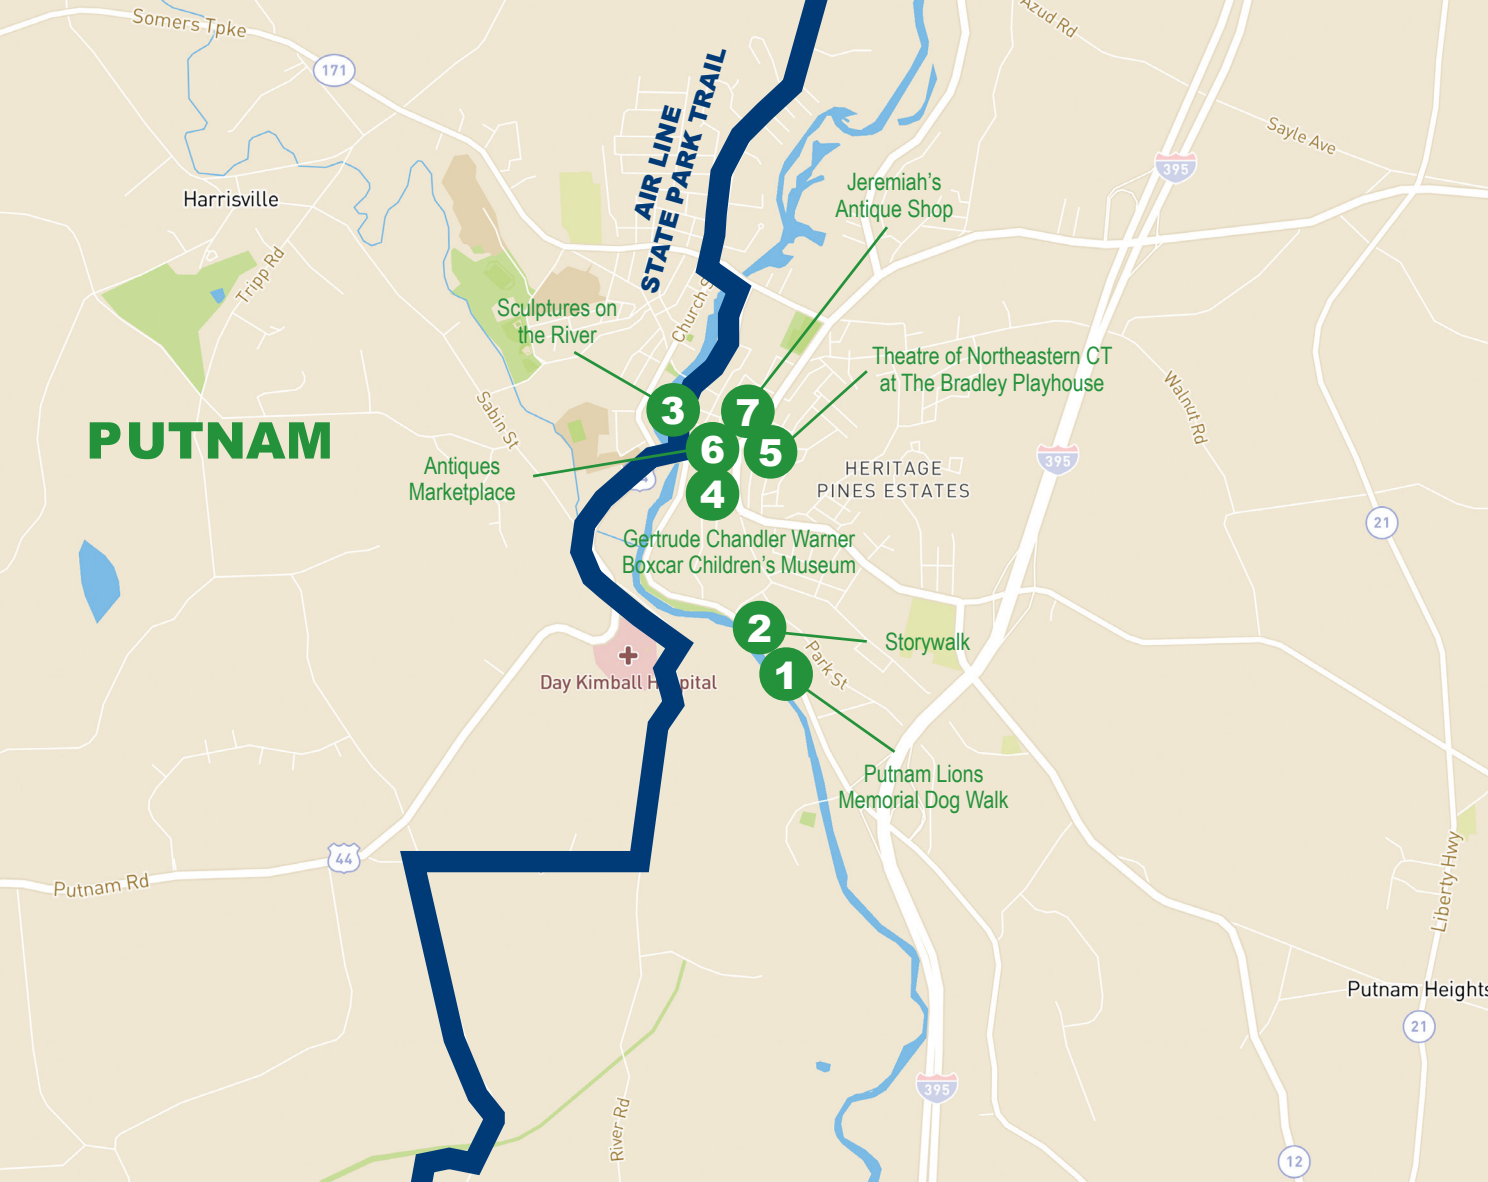 Somers Tpke
Azud Rd
171
Sayle Ave
395
AIR LINE
STATE PARK TRAIL
Harrisville
Jeremiah's
Antique Shop
Tripp Rd
Sculptures on
the River
Church S
Theatre of Northeastern CT
at The Bradley Playhouse
Walnut Rd
Sabin St
3
7
PUTNAM
6
5
395
Antiques
Marketplace
HERITAGE
PINES ESTATES
4
21
Gertrude Chandler Warner
Boxcar Children's Museum
2
Storywalk
Park St
1
Day Kimball H pital
Putnam Lions
Memorial Dog Walk
44
Putnam Rd
Liberty Hwy
Putnam Heights
21
395
River Rd
12